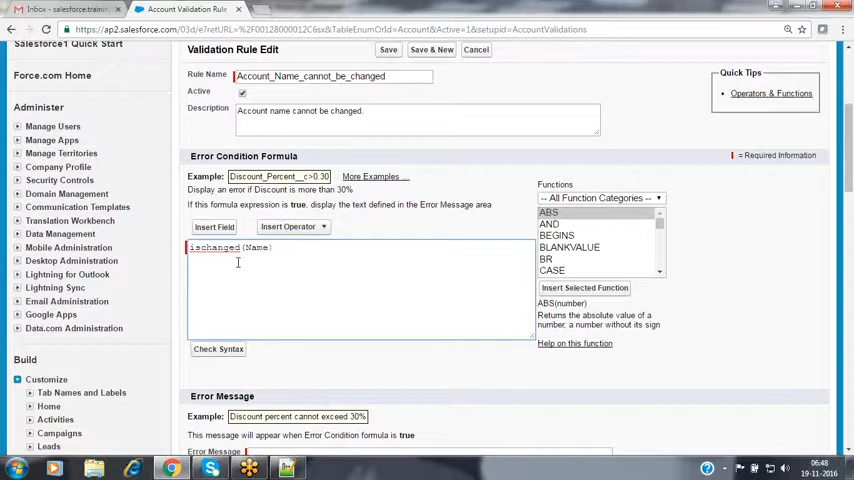 Inbox - salesforce.trainin
Account Validation Rule
https://ap2.salesforce.com/03d/e?retURL=%2F00128000012C6sx&TableEnumOrId=Account&Active=1&setupid=AccountValidations
Salesforce1 Quick Start
Force.com Home
Administer
Manage Users
Manage Apps
Manage Territories
Company Profile
Security Controls
Domain Management
Communication Templates
Translation Workbench
Data Management
Mobile Administration
Desktop Administration
Lightning for Outlook
Lightning Sync
Email Administration
Google Apps
Data.com Administration
Build
Customize
Tab Names and Labels
Home
Activities
Campaigns
Leads
Validation Rule Edit
Save
Save & New
Cancel
Rule Name
Account_Name_cannot_be_changed
Active
Description
Account name cannot be changed.
Quick Tips
• Operators & Functions
Error Condition Formula
= Required Information
Example:
Discount_Percent__c>0.30
More Examples ...
Display an error if Discount is more than 30%
If this formula expression is true, display the text defined in the Error Message area
Insert Field
Insert Operator
ischanged(Name)
Check Syntax
Functions
-- All Function Categories --
ABS
AND
BEGINS
BLANKVALUE
BR
CASE
Insert Selected Function
ABS(number)
Returns the absolute value of a
number, a number without its sign
Help on this function
Error Message
Example:
Discount percent cannot exceed 30%
This message will appear when Error Condition formula is true
Error Message
06:48
19-11-2016